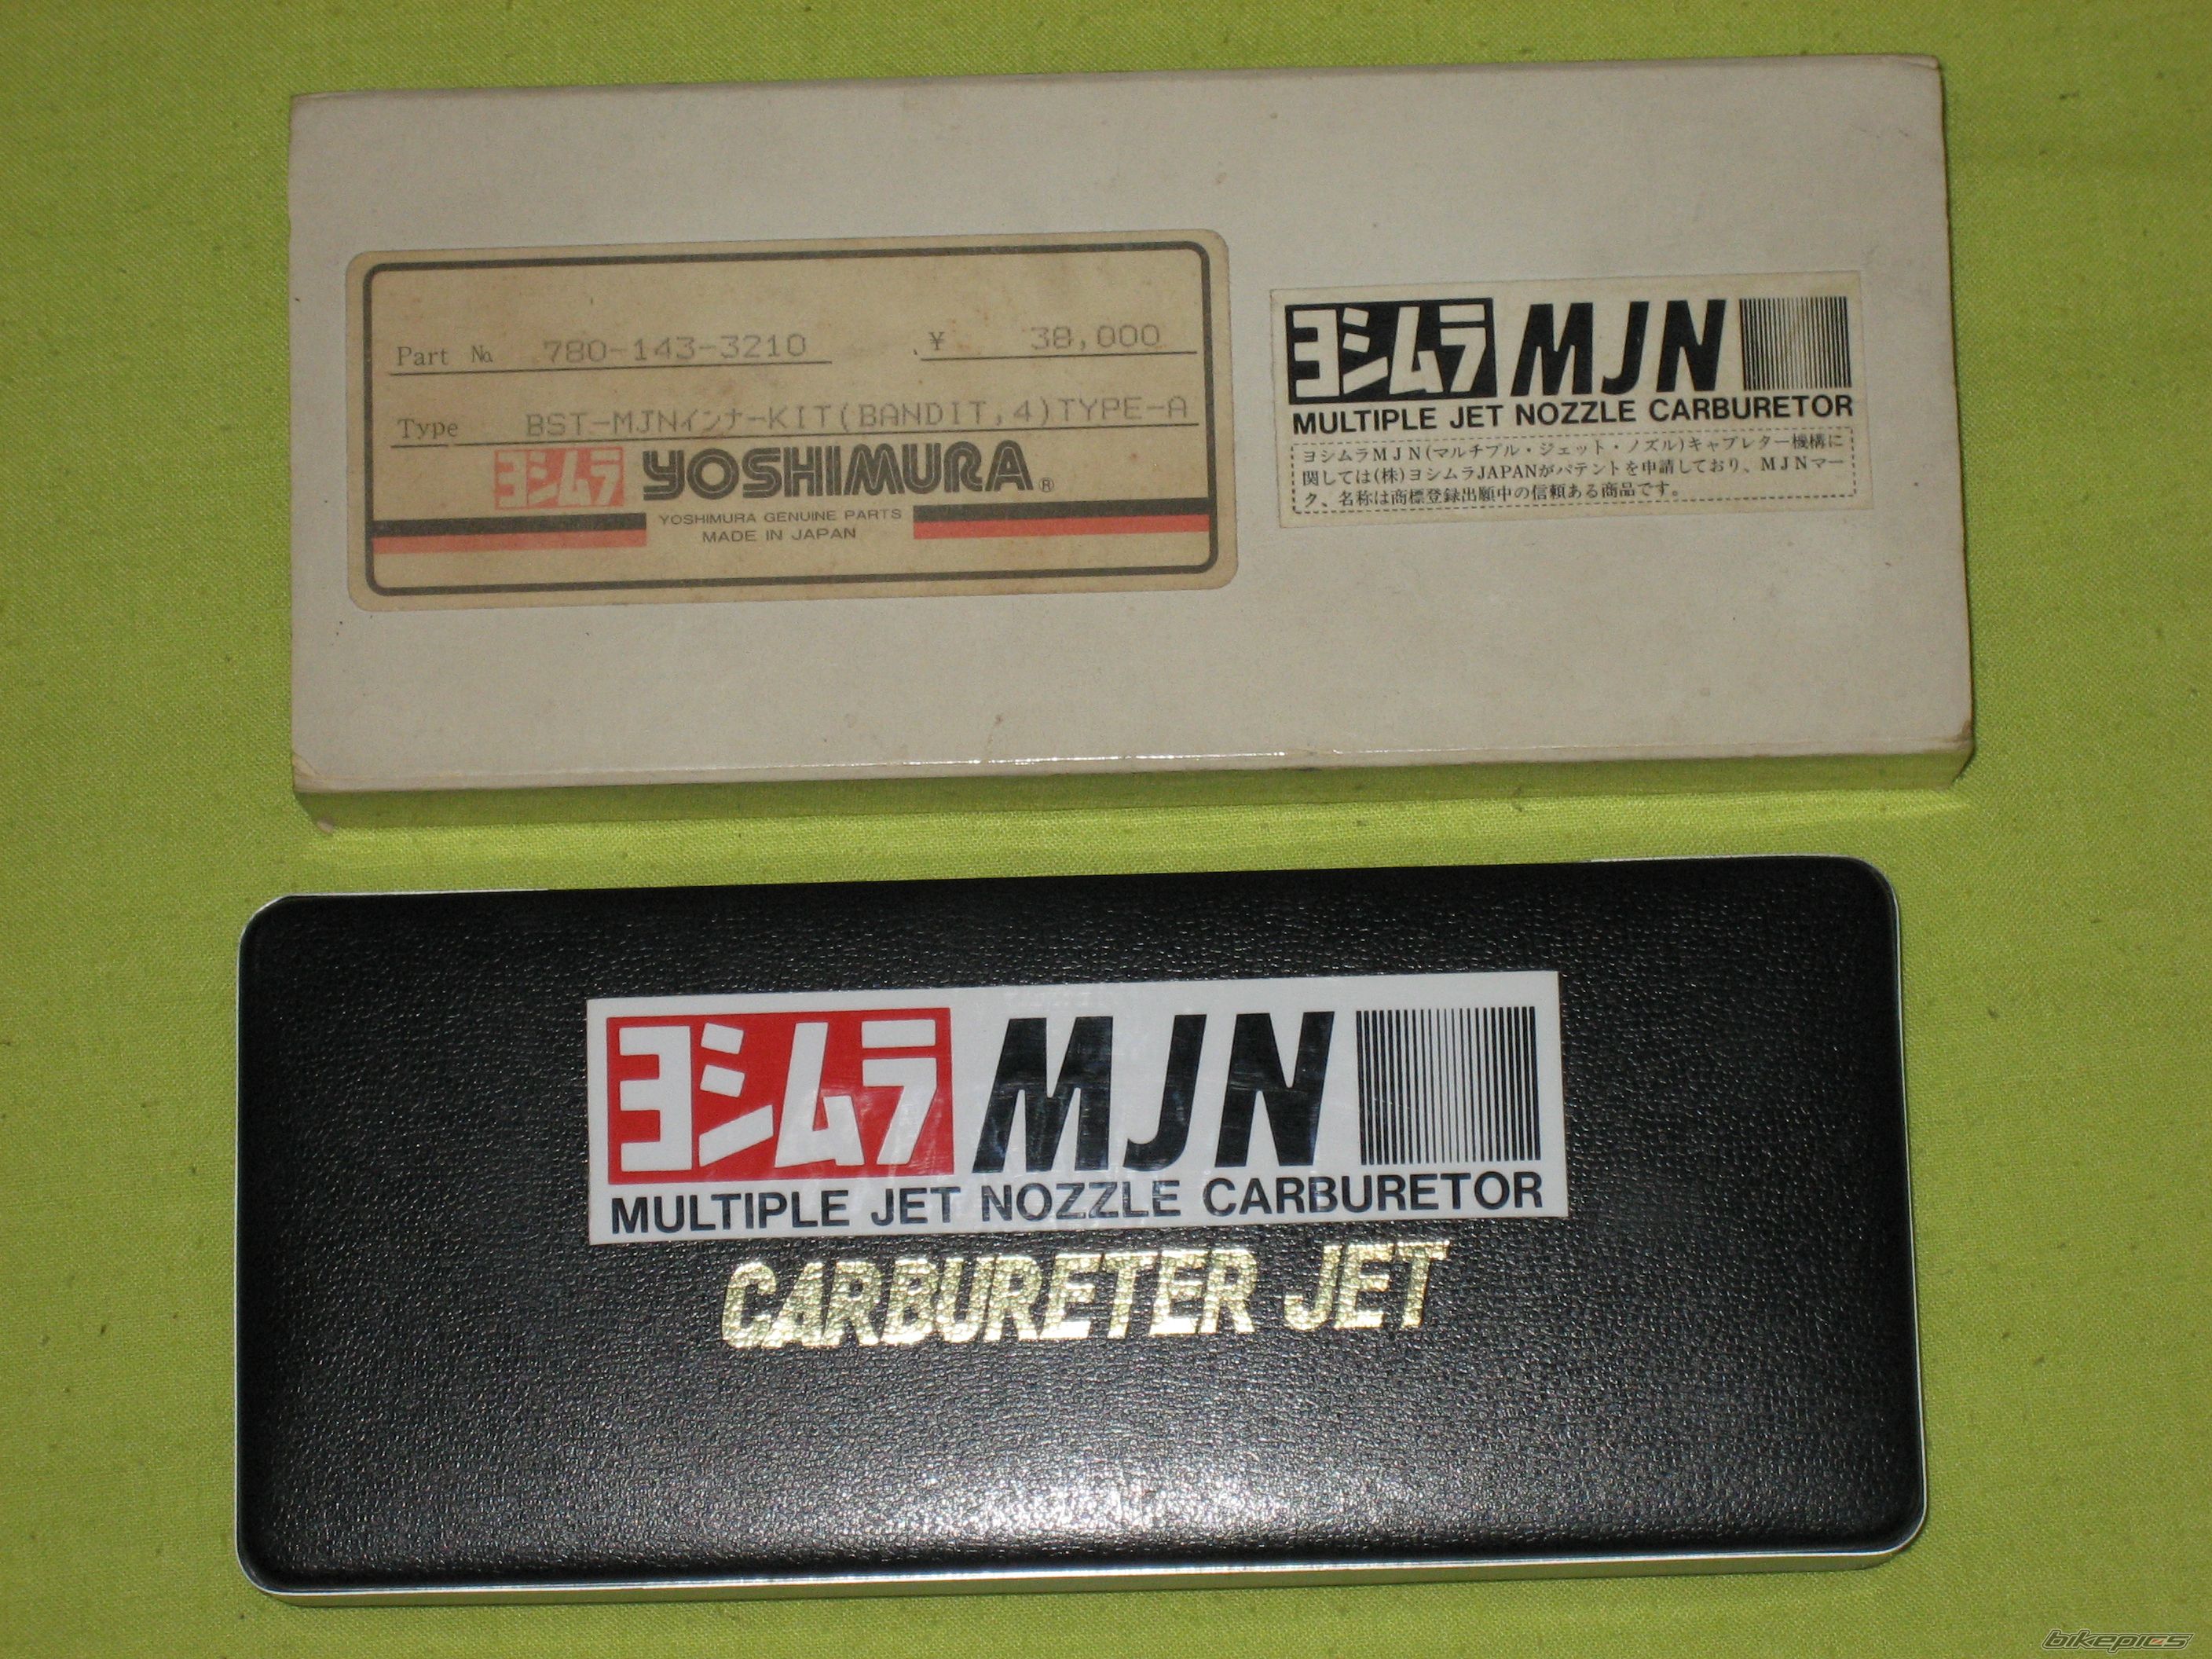 Part № 780-143-3210 ¥ 38,000
Type BST-MJNインナーKIT(BANDIT,4)TYPE-A
ヨシムラ YOSHIMURA®
YOSHIMURA GENUINE PARTS
MADE IN JAPAN
ヨシムラ MJN
MULTIPLE JET NOZZLE CARBURETOR
ヨシムラMJN(マルチプル・ジェット・ノズル)キャブレター機構に
関しては(株)ヨシムラJAPANがパテントを申請しており、MJNマー
ク、名称は商標登録出願中の信頼ある商品です。
ヨシムラ MJN
MULTIPLE JET NOZZLE CARBURETOR
CARBURETER JET
bikepics